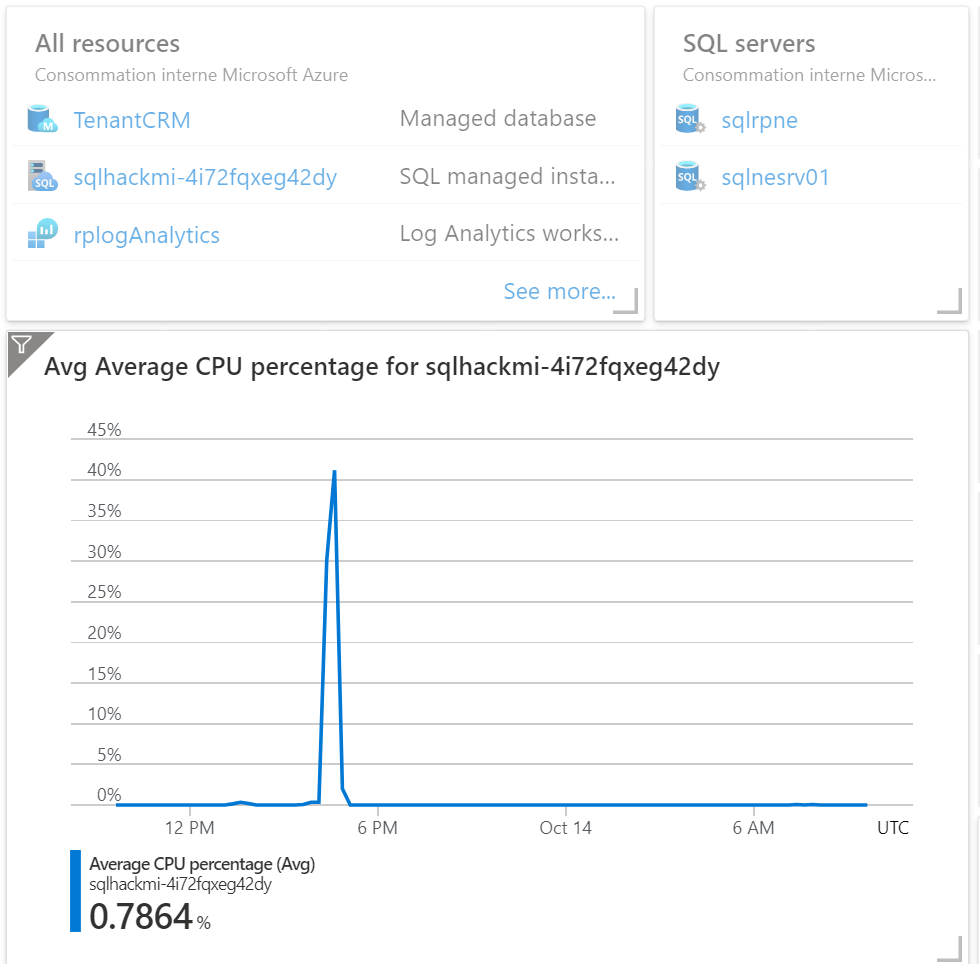 All resources
Consommation interne Microsoft Azure
TenantCRM Managed database
sqlhackmi-4i72fqxeg42dy SQL managed insta...
rplogAnalytics Log Analytics works...
See more...
SQL servers
Consommation interne Micros...
sqlrpne
sqlnesrv01
Avg Average CPU percentage for sqlhackmi-4i72fqxeg42dy
45%
40%
35%
30%
25%
20%
15%
10%
5%
0%
12 PM 6 PM Oct 14 6 AM UTC
Average CPU percentage (Avg)
sqlhackmi-4i72fqxeg42dy
0.7864 %